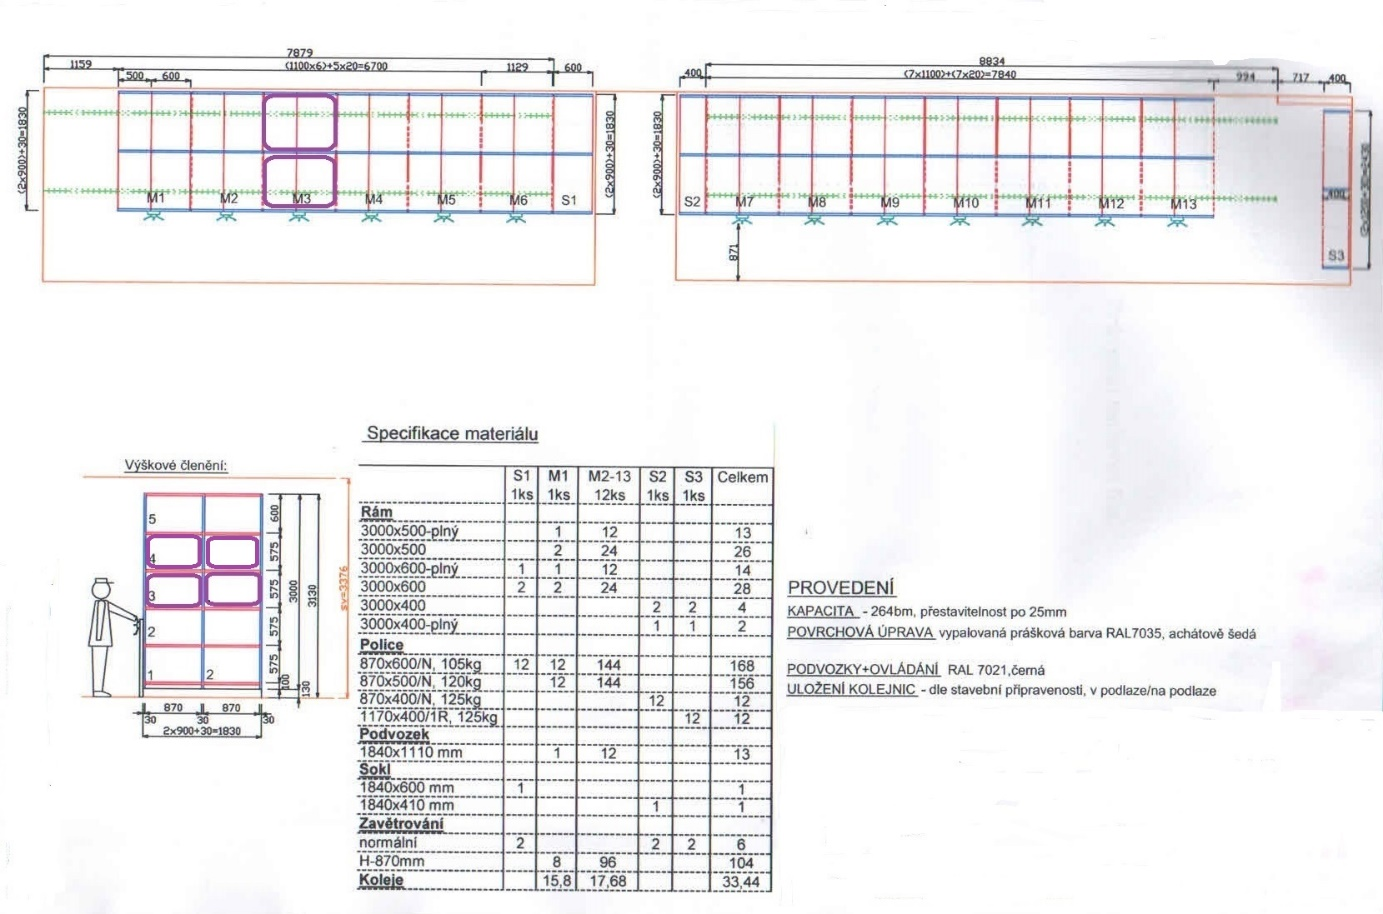 7879
8834
1159
(1100x6)+5x20=6700
1129
600
400
(7x1100)+(7x20)=7840
994
717
400
500
600
(2x900)+30=1830
(2x900)+30=1830
(2x900)+30=1830
400
M1
M2
M3
M4
M5
M6
S1
S2
M7
M8
M9
M10
M11
M12
M13
S3
871
Specifikace materiálu
Výškové členění:
S1 M1 M2-13 S2 S3 Celkem
1ks 1ks 12ks 1ks 1ks
Rám
3000x500-plný 1 12 13
3000x500 2 24 26
3000x600-plný 1 1 12 14
3000x600 2 2 24 28
3000x400 2 2 4
3000x400-plný 1 1 2
Police
870x600/N, 105kg 12 12 144 168
870x500/N, 120kg 12 144 156
870x400/N, 125kg 12 12
1170x400/1R, 125kg 12 12
Podvozek
1840x1110 mm 1 12 13
Sokl
1840x600 mm 1 1
1840x410 mm 1 1
Zavětrování
normální 2 2 2 6
H-870mm 8 96 104
Koleje 15,8 17,68 33,44
5
4
3
2
1
2
600
575
575
575
575
100
130
3000
3130
sv=3376
870
870
30
30
30
2x900+30=1830
PROVEDENÍ
KAPACITA - 264bm, přestavitelnost po 25mm
POVRCHOVÁ ÚPRAVA vypalovaná prášková barva RAL7035, achátově šedá
PODVOZKY+OVLÁDÁNÍ RAL 7021,černá
ULOŽENÍ KOLEJNIC - dle stavební připravenosti, v podlaze/na podlaze